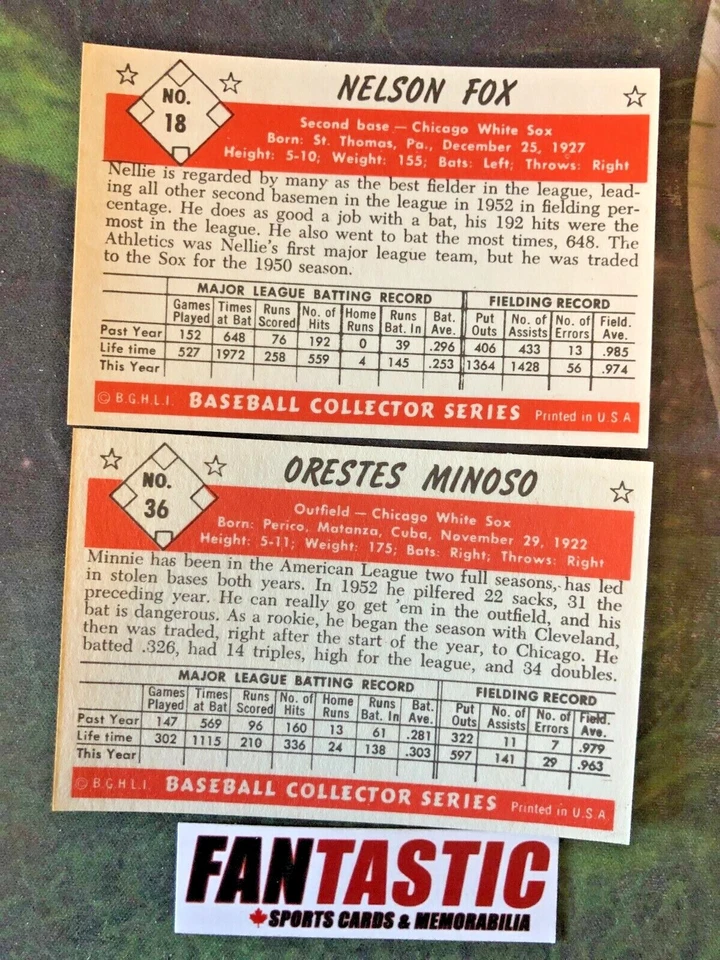 NO.
18
NELSON FOX
Second base — Chicago White Sox
Born: St. Thomas, Pa., December 25, 1927
Height: 5-10; Weight: 155; Bats: Left; Throws: Right
Nellie is regarded by many as the best fielder in the league, lead-
ing all other second basemen in the league in 1952 in fielding per-
centage. He does as good a job with a bat, his 192 hits were the
most in the league. He also went to bat the most times, 648. The
Athletics was Nellie's first major league team, but he was traded
to the Sox for the 1950 season.
MAJOR LEAGUE BATTING RECORD FIELDING RECORD
Games Times Runs No. of Home Runs Bat. Put No. of No. of Field.
Played at Bat Scored Hits Runs Bat. In Ave. Outs Assists Errors Ave.
Past Year 152 648 76 192 0 39 .296 406 433 13 .985
Life time 527 1972 258 559 4 145 .253 1364 1428 56 .974
This Year
© B.G.H.L.I. BASEBALL COLLECTOR SERIES Printed in U.S.A
NO.
36
ORESTES MINOSO
Outfield — Chicago White Sox
Born: Perico, Matanza, Cuba, November 29, 1922
Height: 5-11; Weight: 175; Bats: Right; Throws: Right
Minnie has been in the American League two full seasons, has led
in stolen bases both years. In 1952 he pilfered 22 sacks, 31 the
preceding year. He can really go get 'em in the outfield, and his
bat is dangerous. As a rookie, he began the season with Cleveland,
then was traded, right after the start of the year, to Chicago. He
batted .326, had 14 triples, high for the league, and 34 doubles.
MAJOR LEAGUE BATTING RECORD FIELDING RECORD
Games Times Runs No. of Home Runs Bat. Put No. of No. of Field.
Played at Bat Scored Hits Runs Bat. In Ave. Outs Assists Errors Ave.
Past Year 147 569 96 160 13 61 .281 322 11 7 .979
Life time 302 1115 210 336 24 138 .303 597 141 29 .963
This Year
© B.G.H.L.I. BASEBALL COLLECTOR SERIES Printed in U.S.A
FANTASTIC
SPORTS CARDS & MEMORABILIA